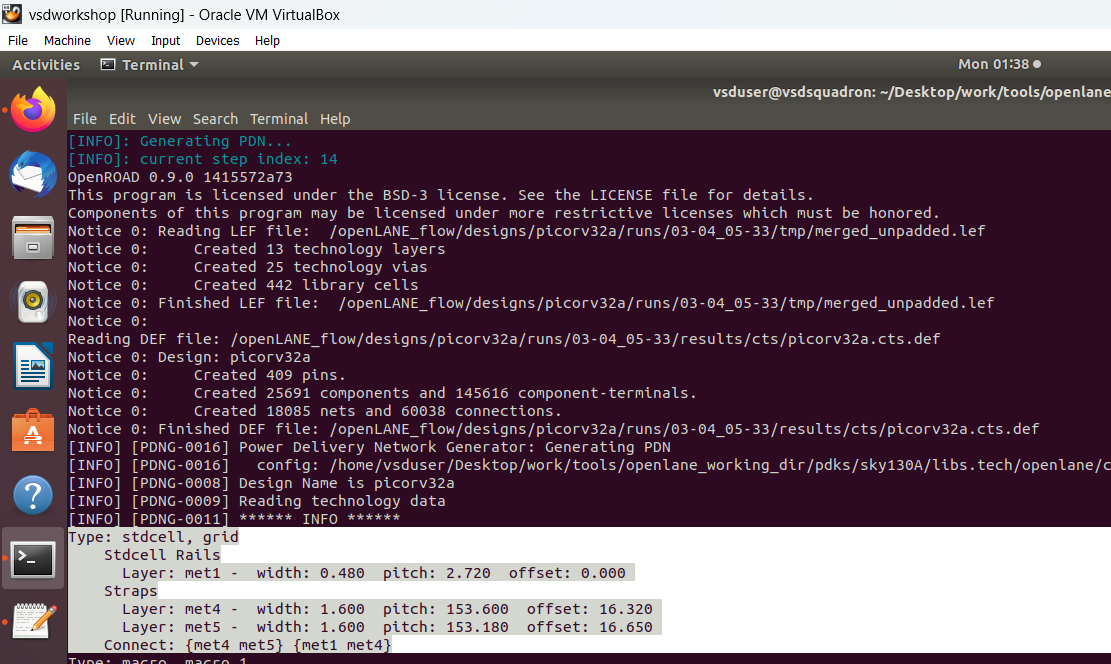 vsdworkshop [Running] - Oracle VM VirtualBox
File Machine View Input Devices Help
Activities Terminal Mon 01:38
vsduser@vsdsquadron: ~/Desktop/work/tools/openlane
File Edit View Search Terminal Help
[INFO]: Generating PDN...
[INFO]: current step index: 14
OpenROAD 0.9.0 1415572a73
This program is licensed under the BSD-3 license. See the LICENSE file for details.
Components of this program may be licensed under more restrictive licenses which must be honored.
Notice 0: Reading LEF file:  /openLANE_flow/designs/picorv32a/runs/03-04_05-33/tmp/merged_unpadded.lef
Notice 0:     Created 13 technology layers
Notice 0:     Created 25 technology vias
Notice 0:     Created 442 library cells
Notice 0: Finished LEF file:  /openLANE_flow/designs/picorv32a/runs/03-04_05-33/tmp/merged_unpadded.lef
Notice 0:
Reading DEF file: /openLANE_flow/designs/picorv32a/runs/03-04_05-33/results/cts/picorv32a.cts.def
Notice 0: Design: picorv32a
Notice 0:     Created 409 pins.
Notice 0:     Created 25691 components and 145616 component-terminals.
Notice 0:     Created 18085 nets and 60038 connections.
Notice 0: Finished DEF file: /openLANE_flow/designs/picorv32a/runs/03-04_05-33/results/cts/picorv32a.cts.def
[INFO] [PDNG-0016] Power Delivery Network Generator: Generating PDN
[INFO] [PDNG-0016]   config: /home/vsduser/Desktop/work/tools/openlane_working_dir/pdks/sky130A/libs.tech/openlane/c
[INFO] [PDNG-0008] Design Name is picorv32a
[INFO] [PDNG-0009] Reading technology data
[INFO] [PDNG-0011] ****** INFO ******
Type: stdcell, grid
    Stdcell Rails
      Layer: met1 -  width: 0.480  pitch: 2.720  offset: 0.000
    Straps
      Layer: met4 -  width: 1.600  pitch: 153.600  offset: 16.320
      Layer: met5 -  width: 1.600  pitch: 153.180  offset: 16.650
    Connect: {met4 met5} {met1 met4}
Type: macro, macro_1